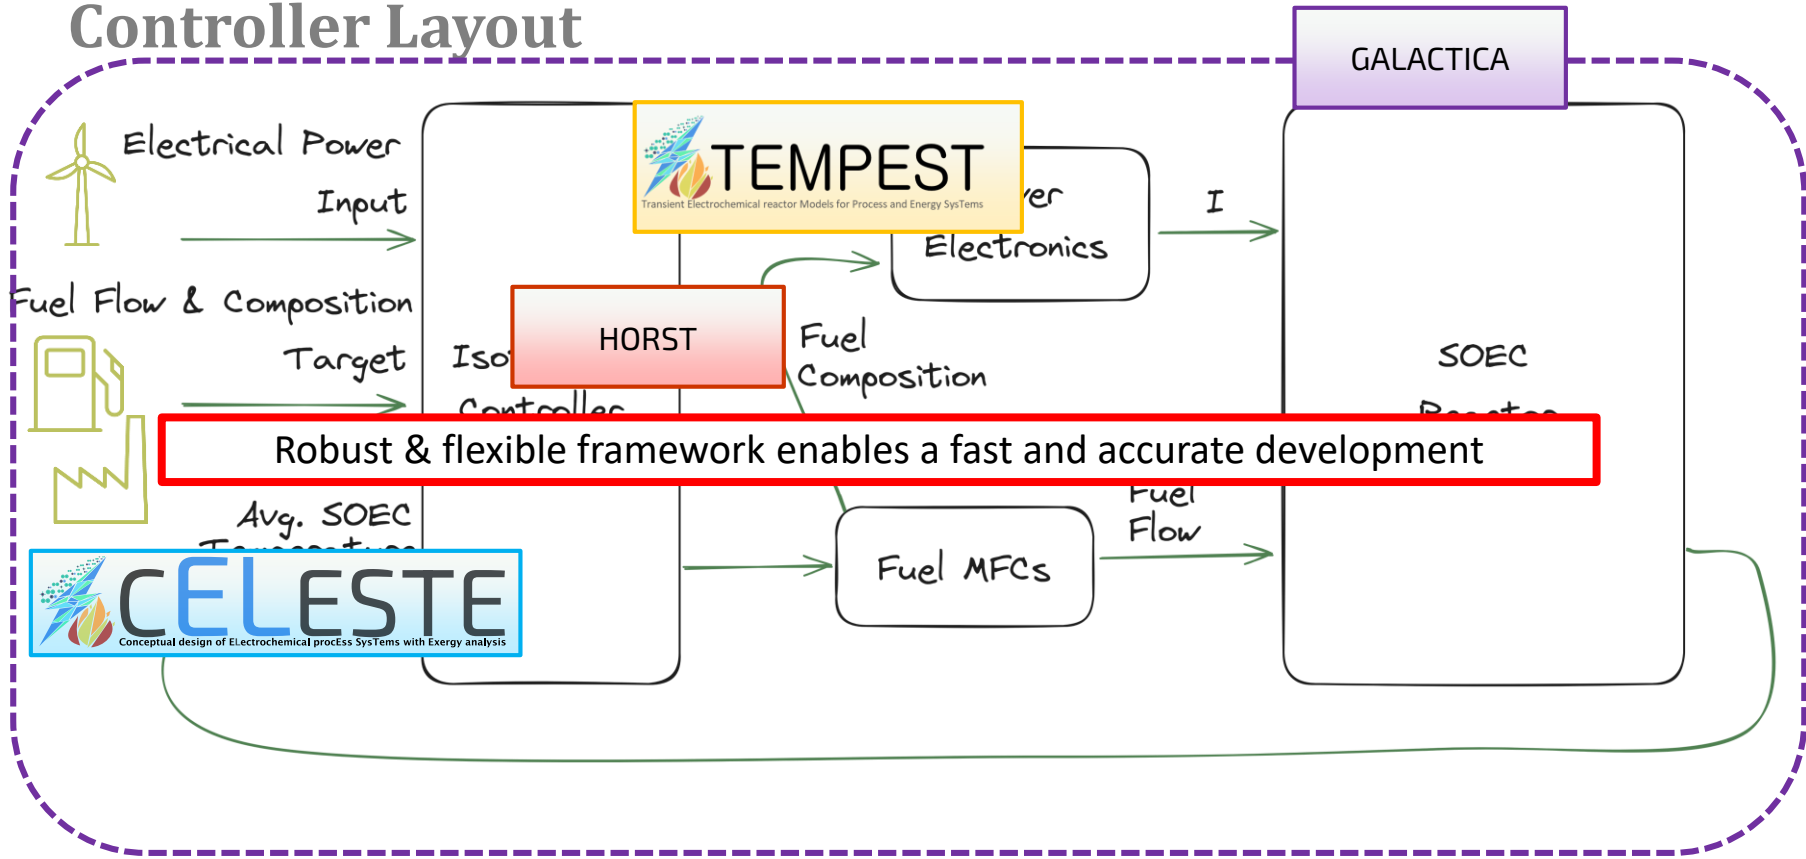 Controller Layout
GALACTICA
Electrical Power
Input
TEMPEST
Transient Electrochemical reactor Models for Process and Energy SysTems
Electronics
I
Fuel Flow & Composition
Target
HORST
Fuel
Composition
SOEC
Controller
Robust & flexible framework enables a fast and accurate development
Avg. SOEC
Temperature
Fuel
Flow
Fuel MFCs
CELESTE
Conceptual design of ELectrochemical procEss SysTems with Exergy analysis